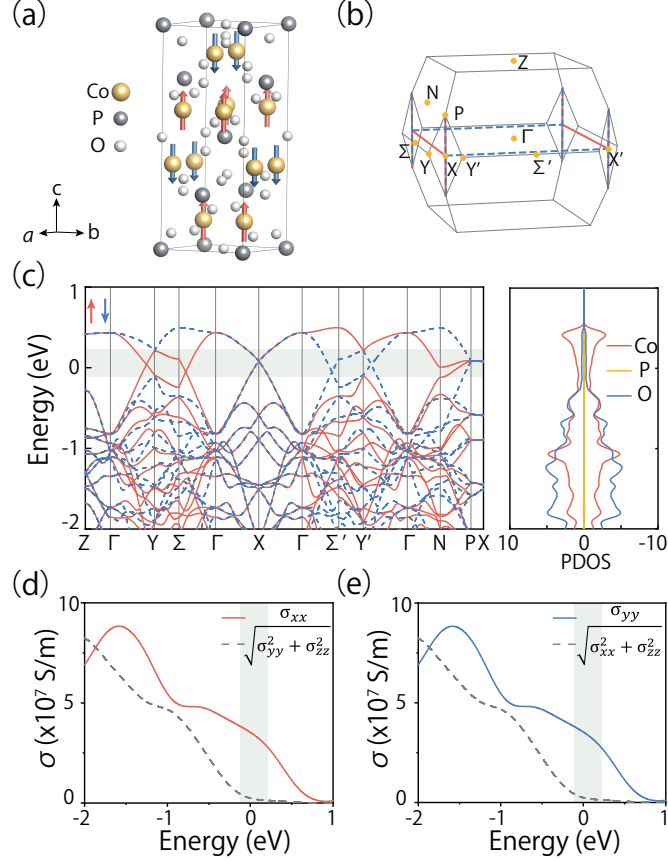 (a)
Co
P
O
c
a
b
(b)
Z
N
P
Γ
Σ
Y
X
Y'
Σ'
X'
(c)
Energy (eV)
1
0
-1
-2
Z Γ Y Σ Γ X Γ Σ' Y' Γ N P X
Co
P
O
10 0 -10
PDOS
(d)
σ (x10⁷ S/m)
10
5
0
σxx
√σ²yy + σ²zz
-2 -1 0 1
Energy (eV)
(e)
σ (x10⁷ S/m)
10
5
0
σyy
√σ²xx + σ²zz
-2 -1 0 1
Energy (eV)